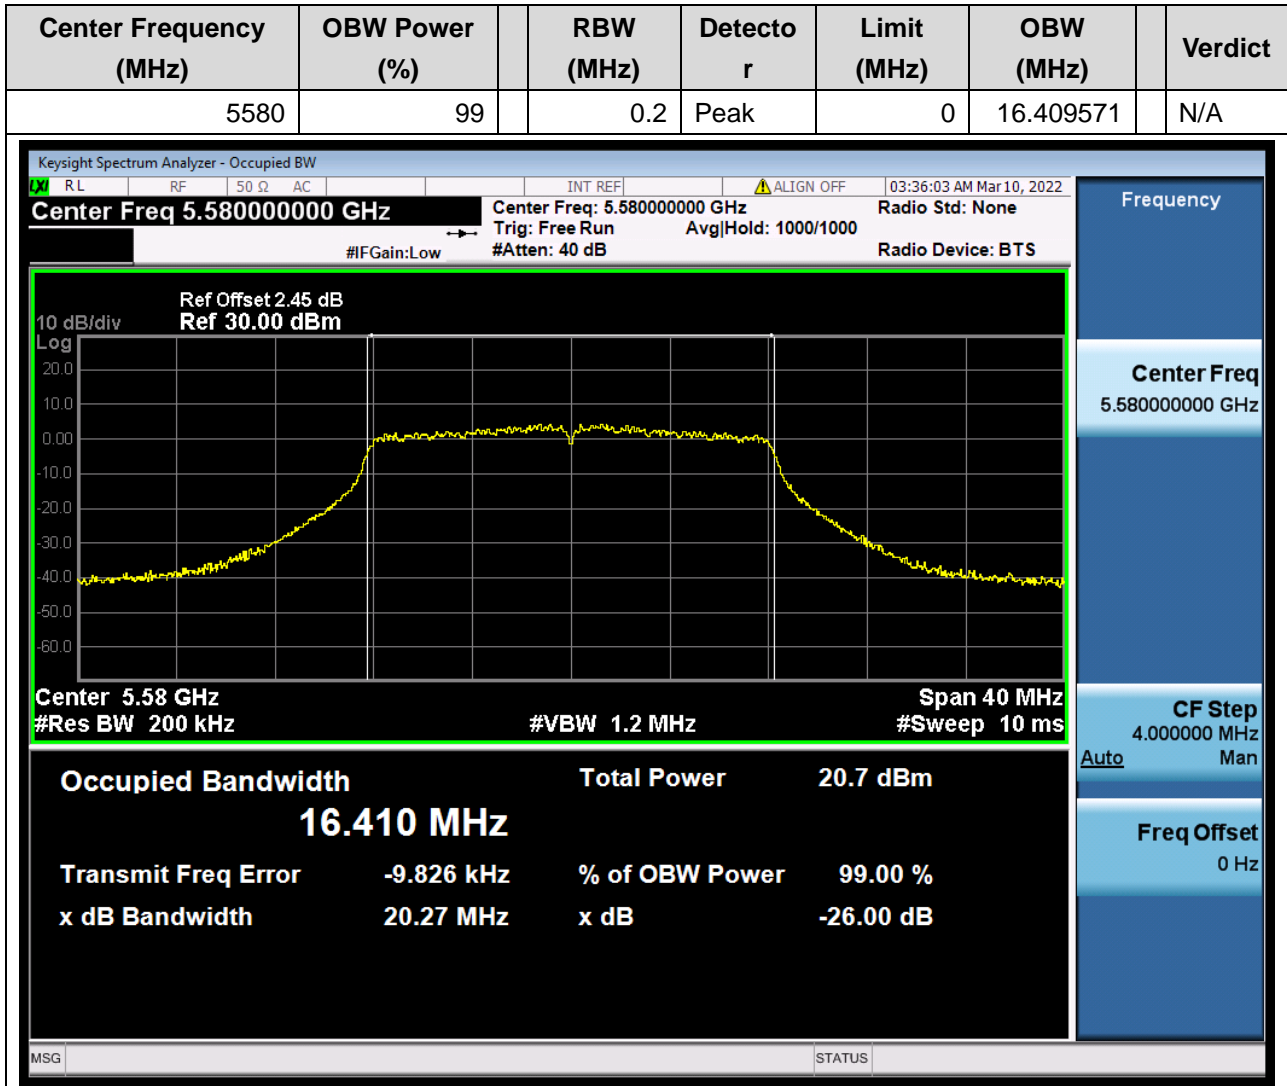 Center Frequency (MHz) OBW Power (%) RBW (MHz) Detecto r Limit (MHz) OBW (MHz) Verdict
5580 99 0.2 Peak 0 16.409571 N/A
Keysight Spectrum Analyzer - Occupied BW
LXI RL RF 50 Ω AC INT REF ALIGN OFF 03:36:03 AM Mar 10, 2022
Center Freq 5.580000000 GHz Center Freq: 5.580000000 GHz Radio Std: None
Trig: Free Run Avg|Hold: 1000/1000
#IFGain:Low #Atten: 40 dB Radio Device: BTS
Ref Offset 2.45 dB
10 dB/div Ref 30.00 dBm
Log
20.0
10.0
0.00
-10.0
-20.0
-30.0
-40.0
-50.0
-60.0
Center 5.58 GHz Span 40 MHz
#Res BW 200 kHz #VBW 1.2 MHz #Sweep 10 ms
Occupied Bandwidth Total Power 20.7 dBm
16.410 MHz
Transmit Freq Error -9.826 kHz % of OBW Power 99.00 %
x dB Bandwidth 20.27 MHz x dB -26.00 dB
MSG STATUS
Frequency
Center Freq
5.580000000 GHz
CF Step
4.000000 MHz
Auto Man
Freq Offset
0 Hz